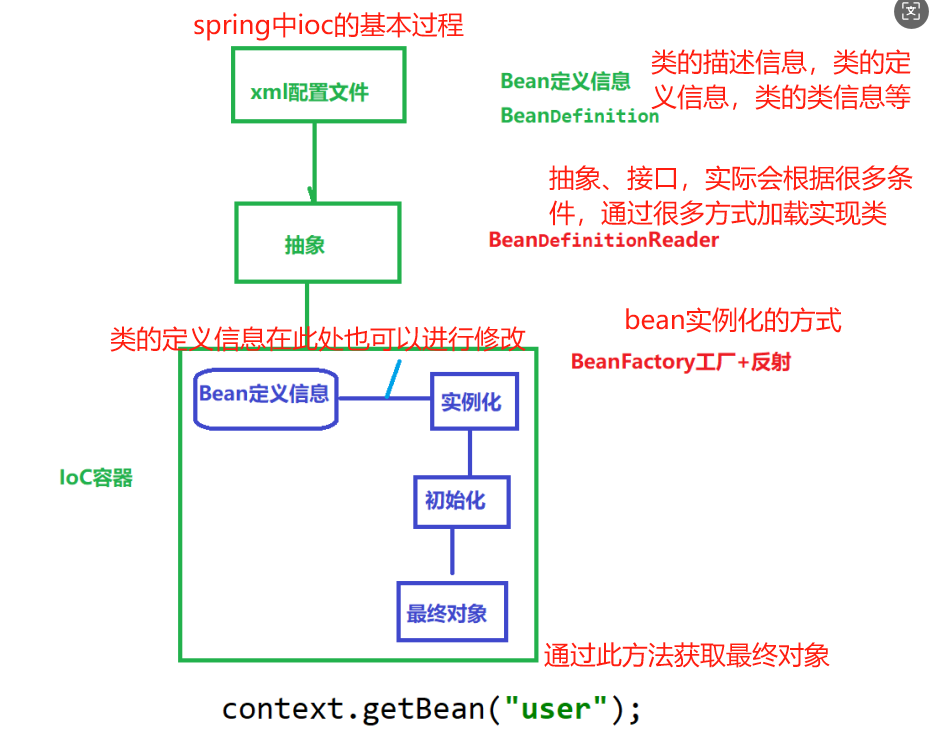 spring中ioc的基本过程
xml配置文件
Bean定义信息
BeanDefinition
类的描述信息，类的定
义信息，类的类信息等
抽象
抽象、接口，实际会根据很多条
件，通过很多方式加载实现类
BeanDefinitionReader
类的定义信息在此处也可以进行修改
bean实例化的方式
BeanFactory工厂+反射
Bean定义信息
实例化
IoC容器
初始化
最终对象
通过此方法获取最终对象
context.getBean("user");